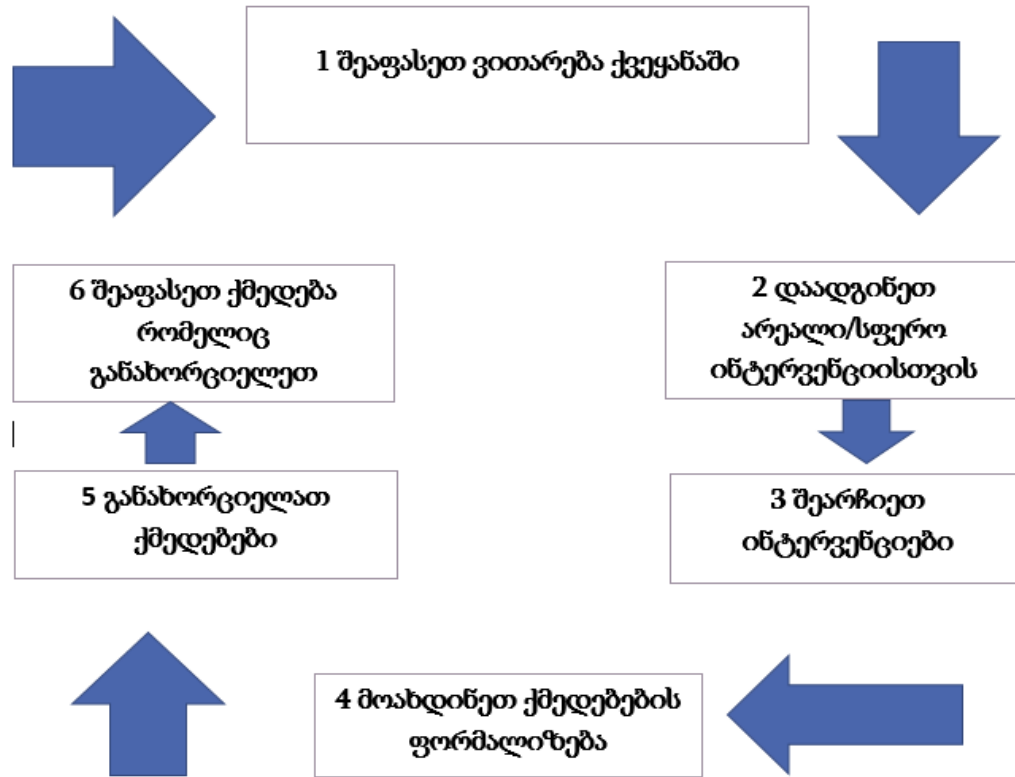 1 შეაფასეთ ვითარება ქვეყანაში
2 დაადგინეთ
არეალი/სფერო
ინტერვენციისთვის
3 შეარჩიეთ
ინტერვენციები
4 მოახდინეთ ქმედებების
ფორმალიზება
5 განახორციელათ
ქმედებები
6 შეაფასეთ ქმედება
რომელიც
განახორციელეთ